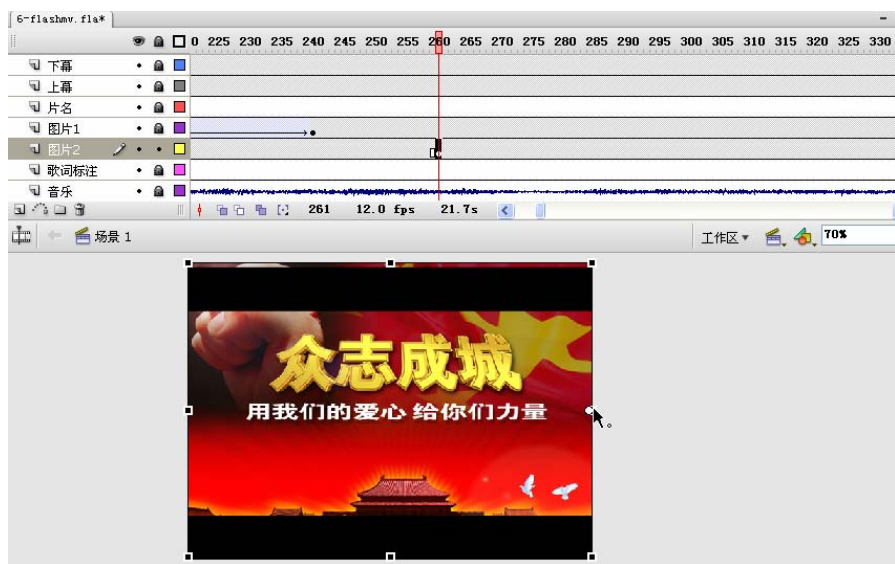 6-flashmv.fla*
0 225 230 235 240 245 250 255 260 265 270 275 280 285 290 295 300 305 310 315 320 325 330
下幕
上幕
片名
图片1
图片2
歌词标注
音乐
261 12.0 fps 21.7s
场景 1
工作区
70%
众志成城
用我们的爱心 给你们力量